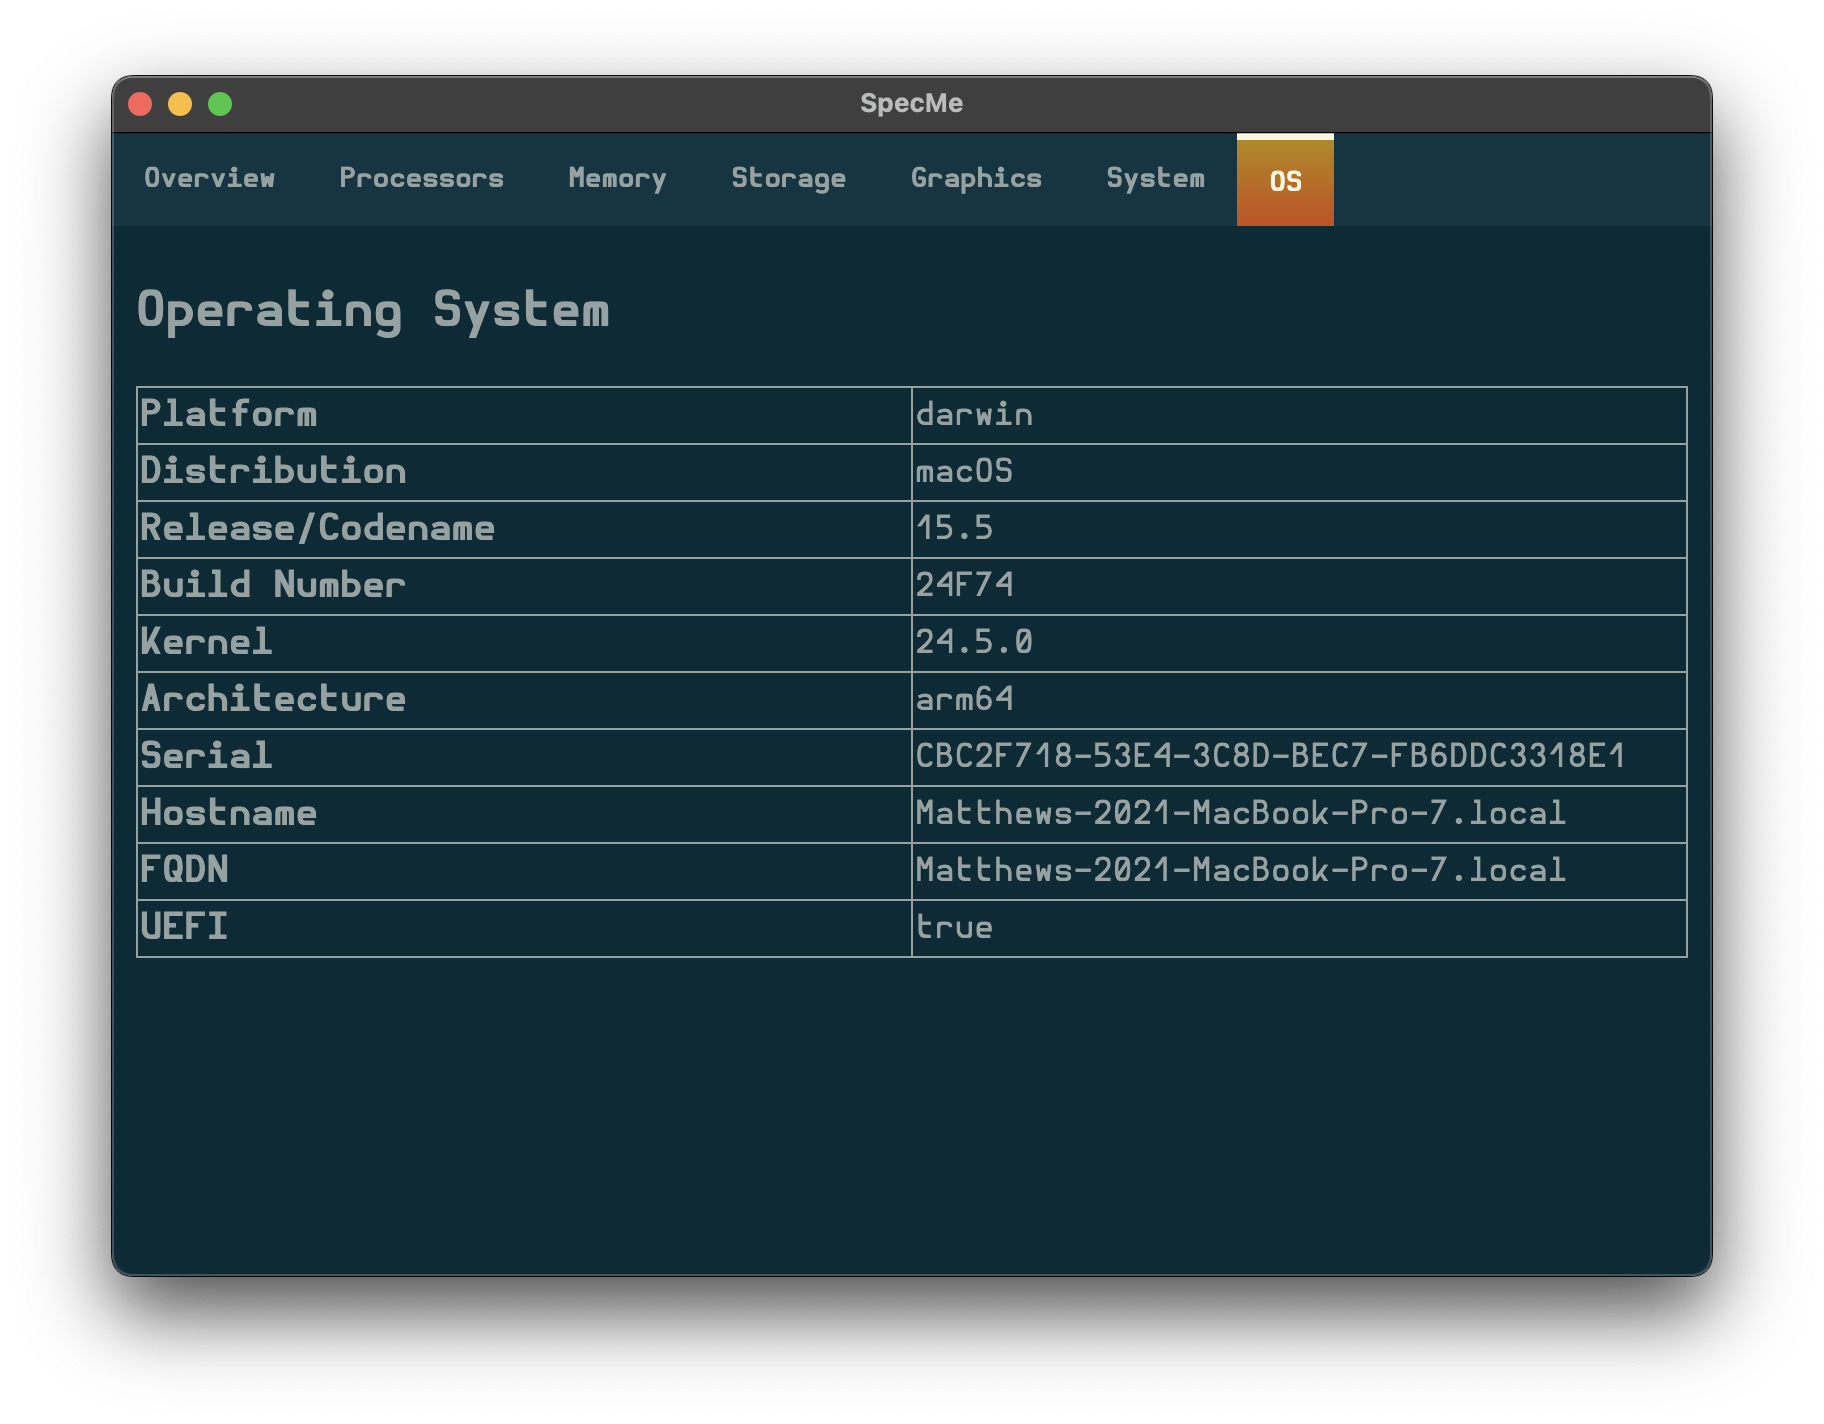 SpecMe
Overview Processors Memory Storage Graphics System OS
Operating System
Platform darwin
Distribution macOS
Release/Codename 15.5
Build Number 24F74
Kernel 24.5.0
Architecture arm64
Serial CBC2F718-53E4-3C8D-BEC7-FB6DDC3318E1
Hostname Matthews-2021-MacBook-Pro-7.local
FQDN Matthews-2021-MacBook-Pro-7.local
UEFI true